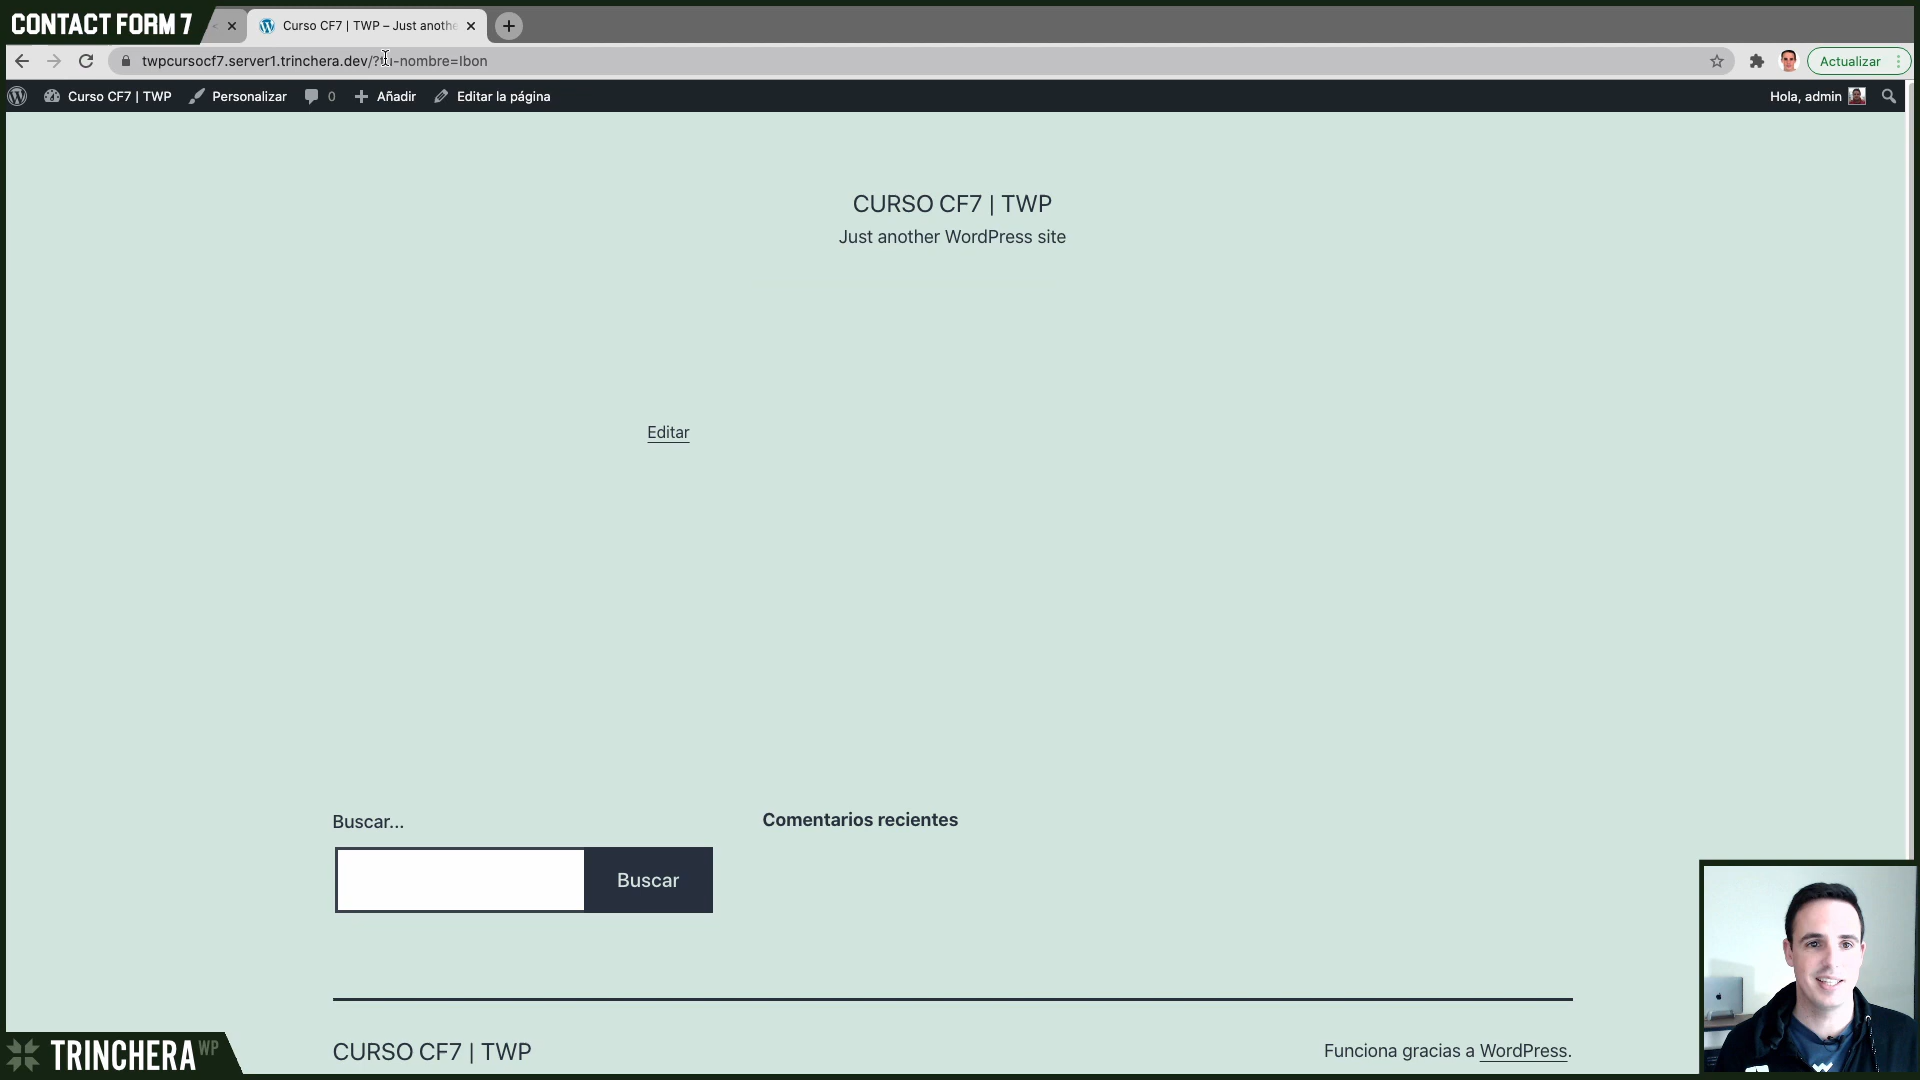 CONTACT FORM 7
Curso CF7 | TWP – Just anothe
twpcursocf7.server1.trinchera.dev/?tu-nombre=Ibon
Actualizar
Curso CF7 | TWP
Personalizar
0
Añadir
Editar la página
Hola, admin
CURSO CF7 | TWP
Just another WordPress site
Editar
Buscar...
Comentarios recientes
Buscar
CURSO CF7 | TWP
Funciona gracias a WordPress.
TRINCHERA WP